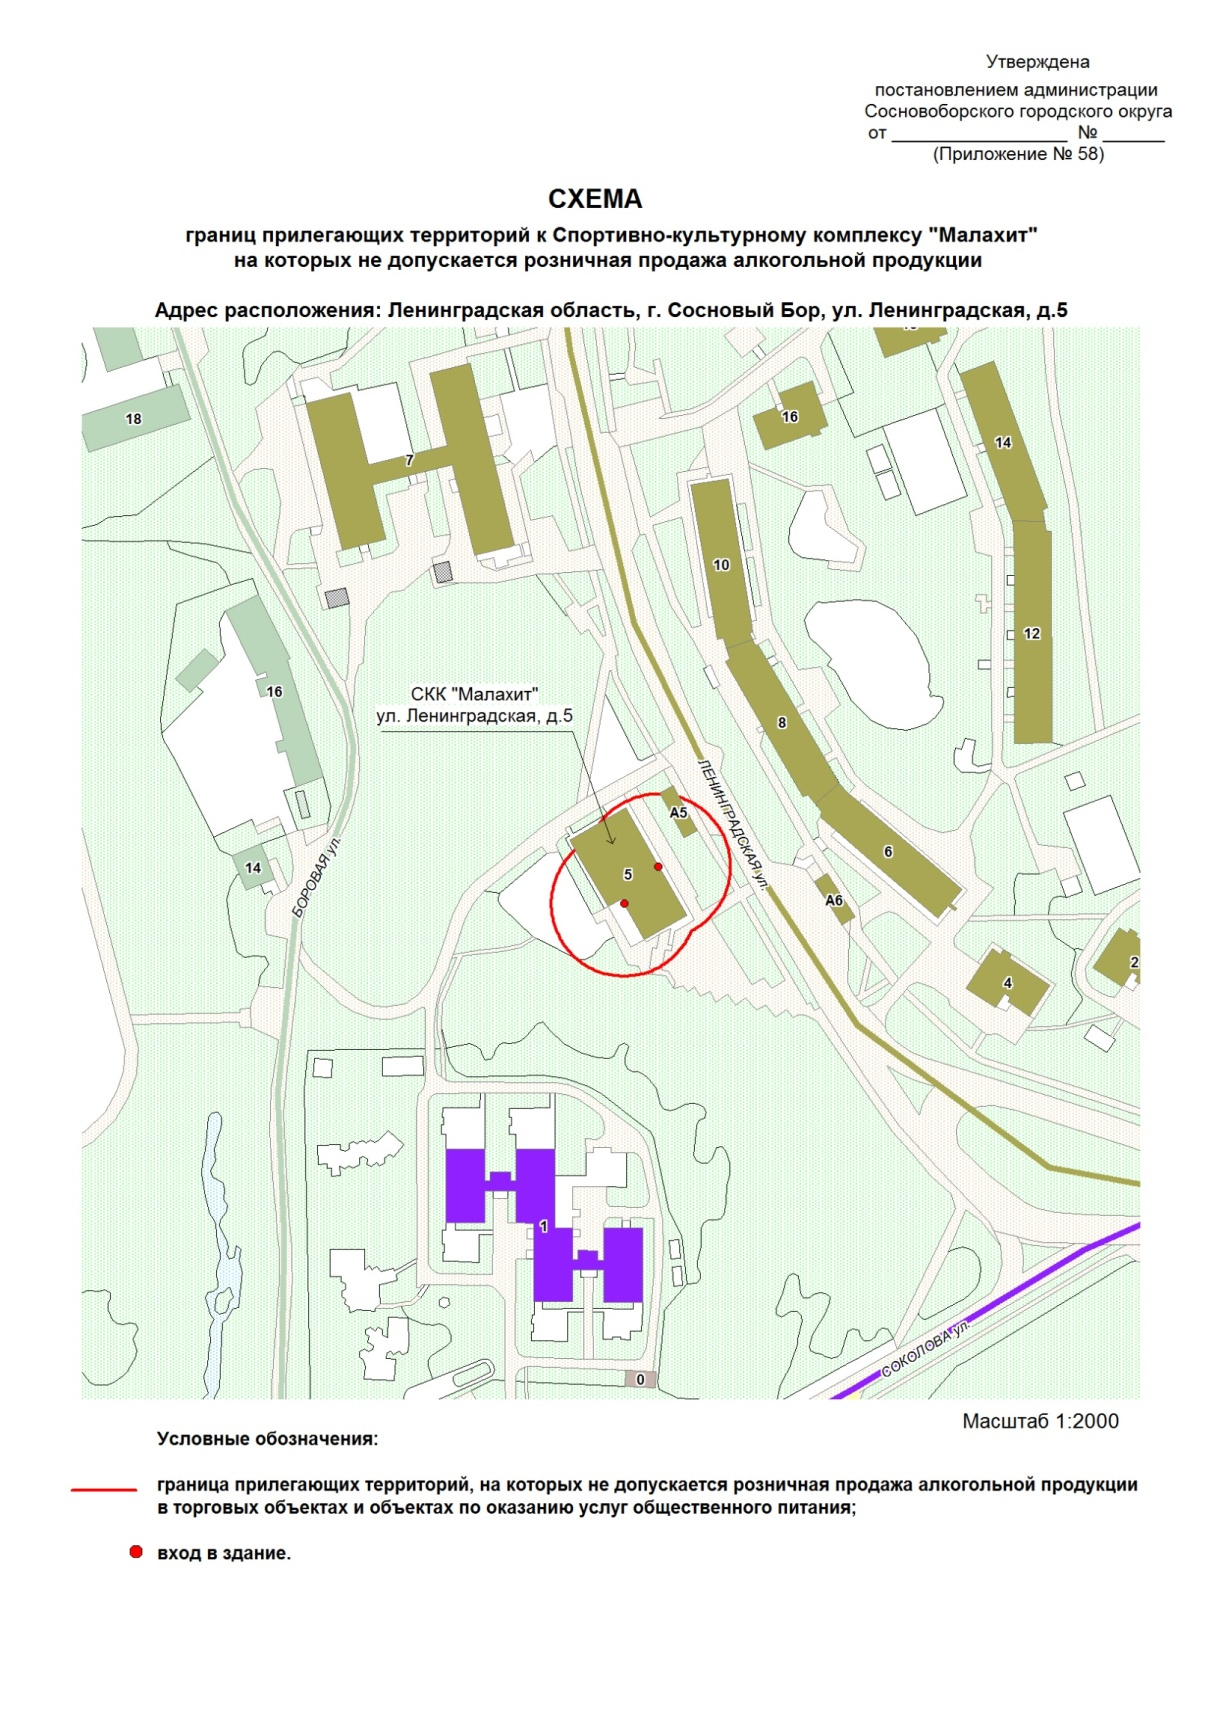 Утверждена
постановлением администрации
Сосновоборского городского округа
от __________________ № ______
(Приложение № 58)
СХЕМА
границ прилегающих территорий к Спортивно-культурному комплексу "Малахит"
на которых не допускается розничная продажа алкогольной продукции
Адрес расположения: Ленинградская область, г. Сосновый Бор, ул. Ленинградская, д.5
18
7
16
14
10
12
16
СКК "Малахит"
ул. Ленинградская, д.5
8
ЛЕНИНГРАДСКАЯ ул.
А5
6
14
БОРОВАЯ ул.
5
А6
4
2
1
СОКОЛОВА ул.
0
Масштаб 1:2000
Условные обозначения:
граница прилегающих территорий, на которых не допускается розничная продажа алкогольной продукции
в торговых объектах и объектах по оказанию услуг общественного питания;
вход в здание.